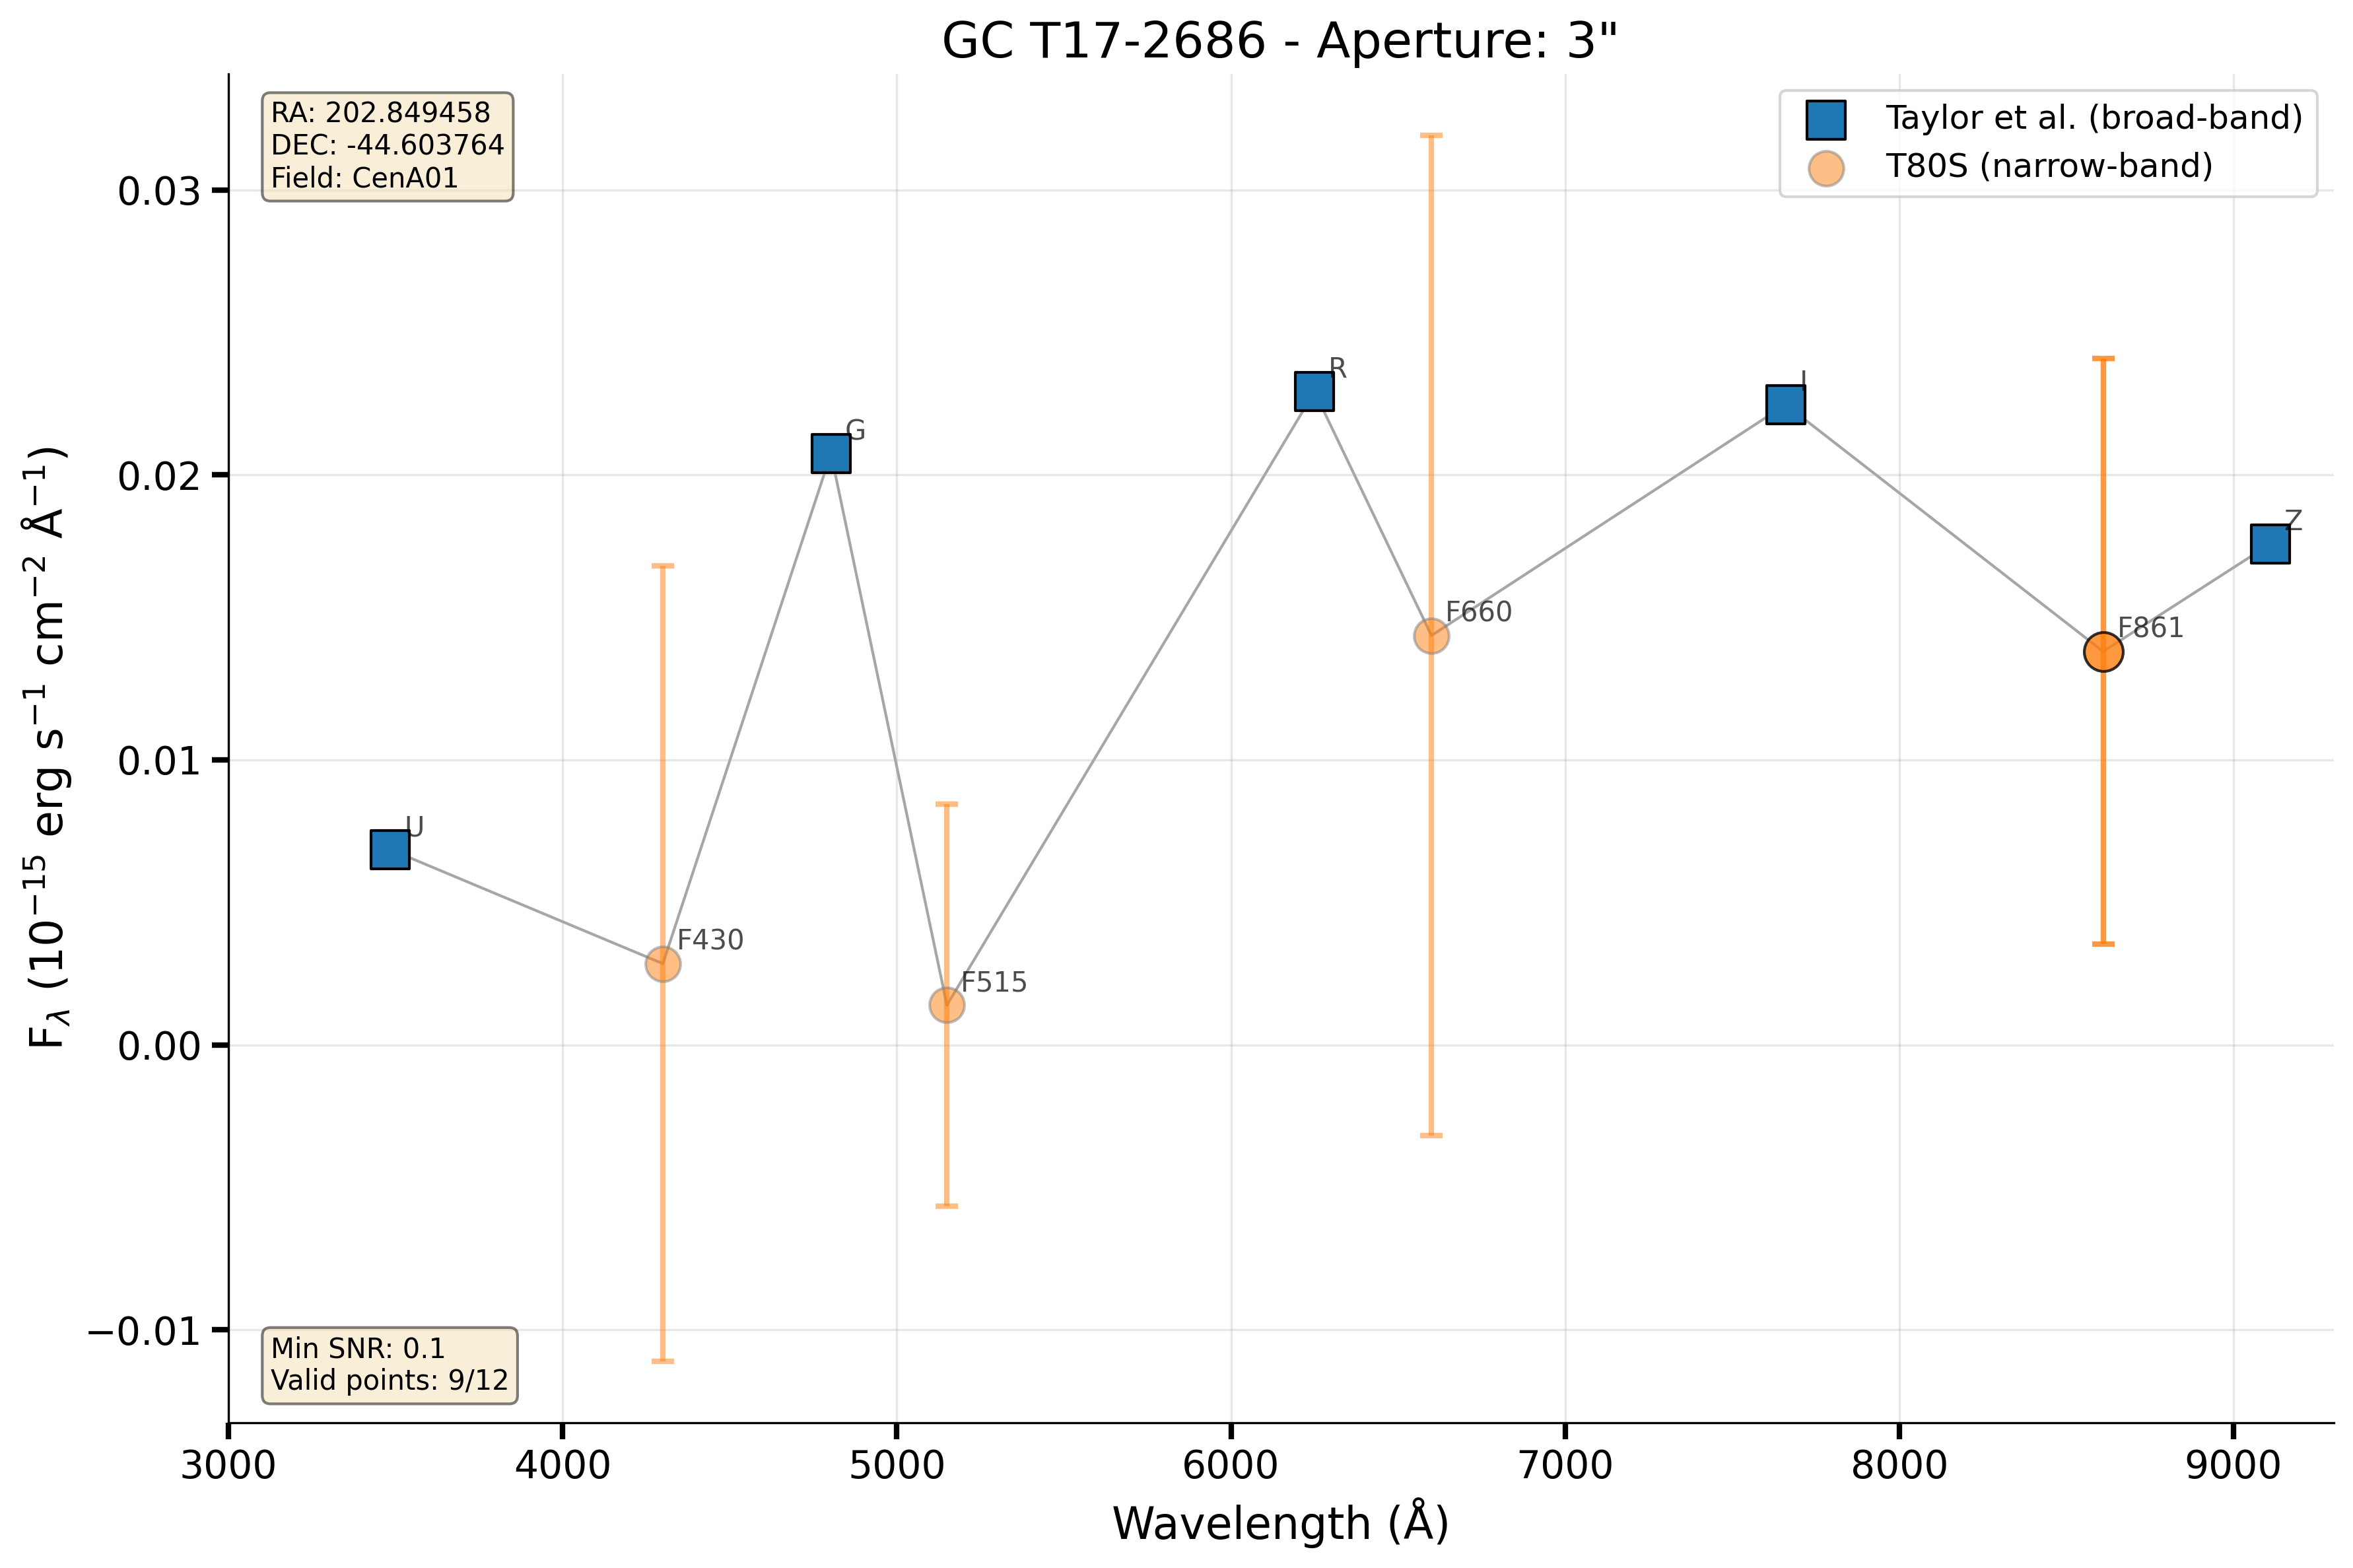 GC T17-2686 - Aperture: 3"
RA: 202.849458
DEC: -44.603764
Field: CenA01
Taylor et al. (broad-band)
T80S (narrow-band)
0.03
0.02
0.01
0.00
−0.01
F_λ (10⁻¹⁵ erg s⁻¹ cm⁻² Å⁻¹)
U
F430
G
F515
R
F660
I
F861
Z
Min SNR: 0.1
Valid points: 9/12
3000 4000 5000 6000 7000 8000 9000
Wavelength (Å)